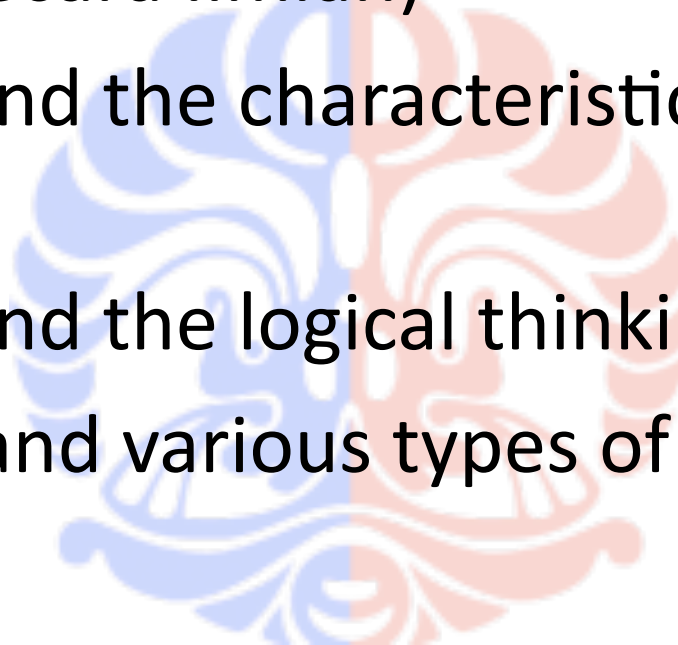 nd the characteristic
nd the logical thinki
and various types of